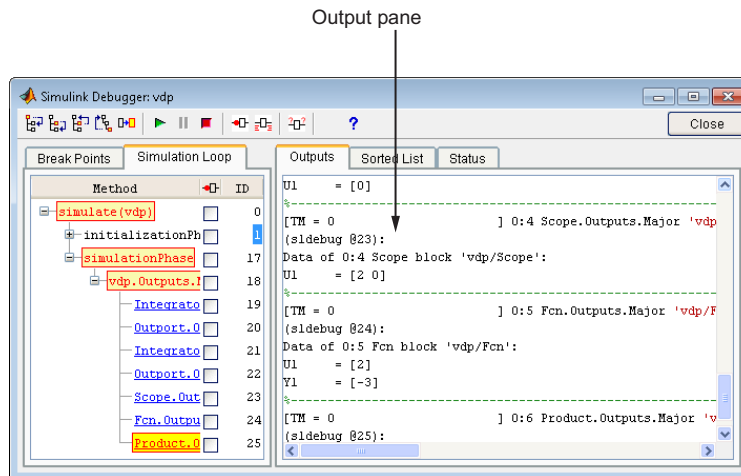 Output pane
Simulink Debugger: vdp
? Close
Break Points Simulation Loop
Outputs Sorted List Status
Method ID
simulate(vdp) 0
initializationPh 1
simulationPhase 17
vdp.Outputs.M 18
Integrato 19
Outport.O 20
Integrato 21
Outport.O 22
Scope.Out 23
Fcn.Outpu 24
Product.O 25
U1 = [0]
%----------------------------------------------------------------
[TM = 0 ] 0:4 Scope.Outputs.Major 'vdp
(sldebug @23):
Data of 0:4 Scope block 'vdp/Scope':
U1 = [2 0]
%----------------------------------------------------------------
[TM = 0 ] 0:5 Fcn.Outputs.Major 'vdp/F
(sldebug @24):
Data of 0:5 Fcn block 'vdp/Fcn':
U1 = [2]
Y1 = [-3]
%----------------------------------------------------------------
[TM = 0 ] 0:6 Product.Outputs.Major 'v
(sldebug @25):